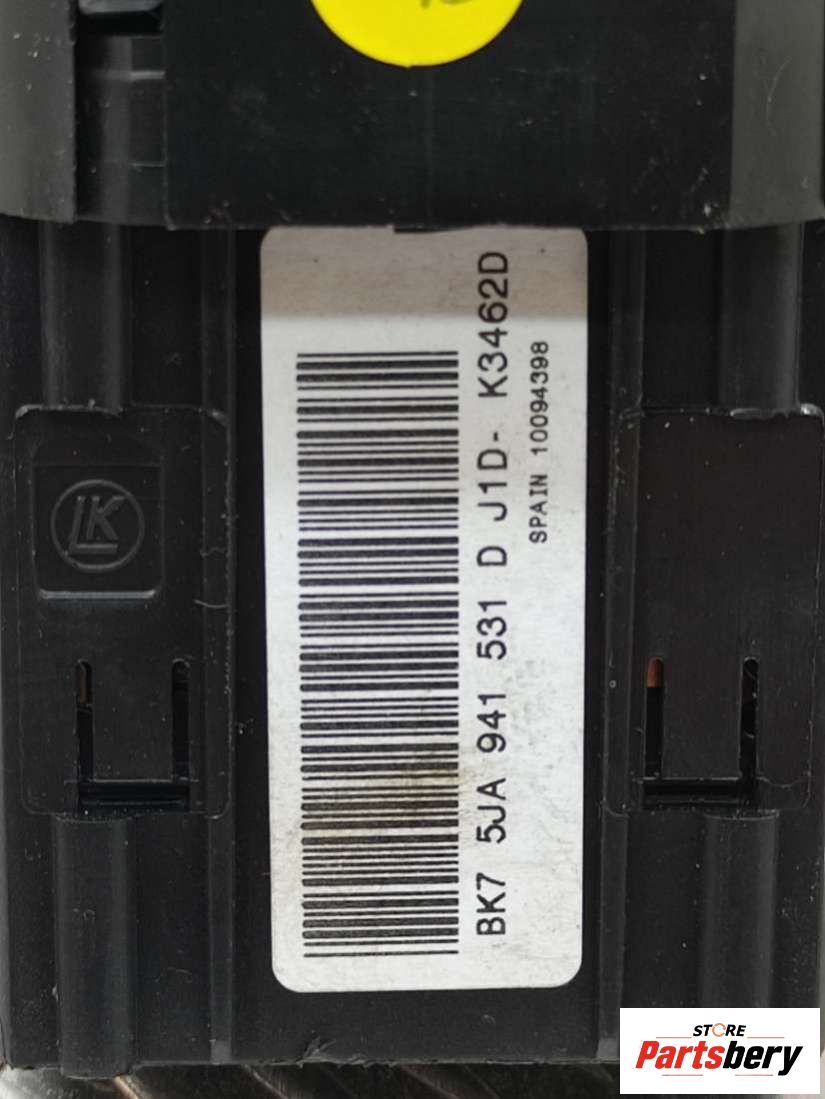 BK7 5JA 941 531 D J1D- K3462D
SPAIN 10094398
LK
STORE
Partsbery